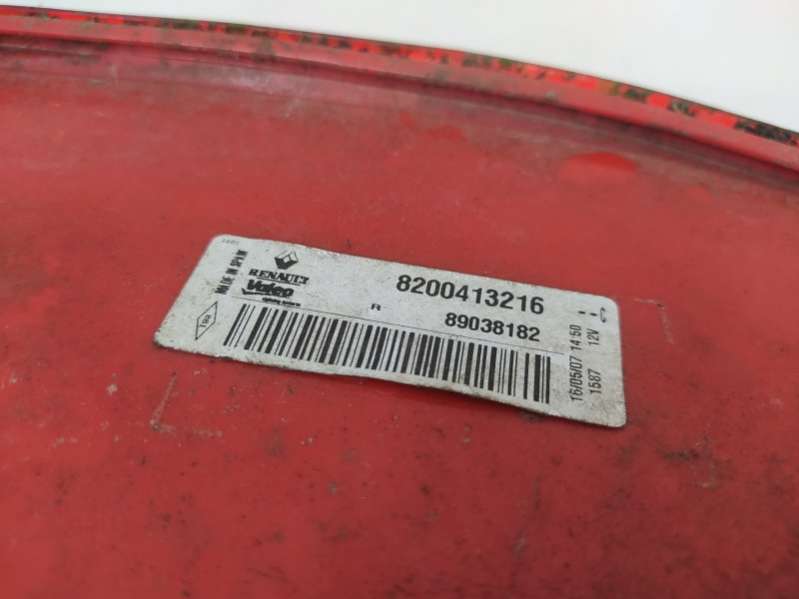 MADE IN SPAIN
RENAULT
Valeo
8200413216
R
89038182
16/05/07 14:50
12V
1587